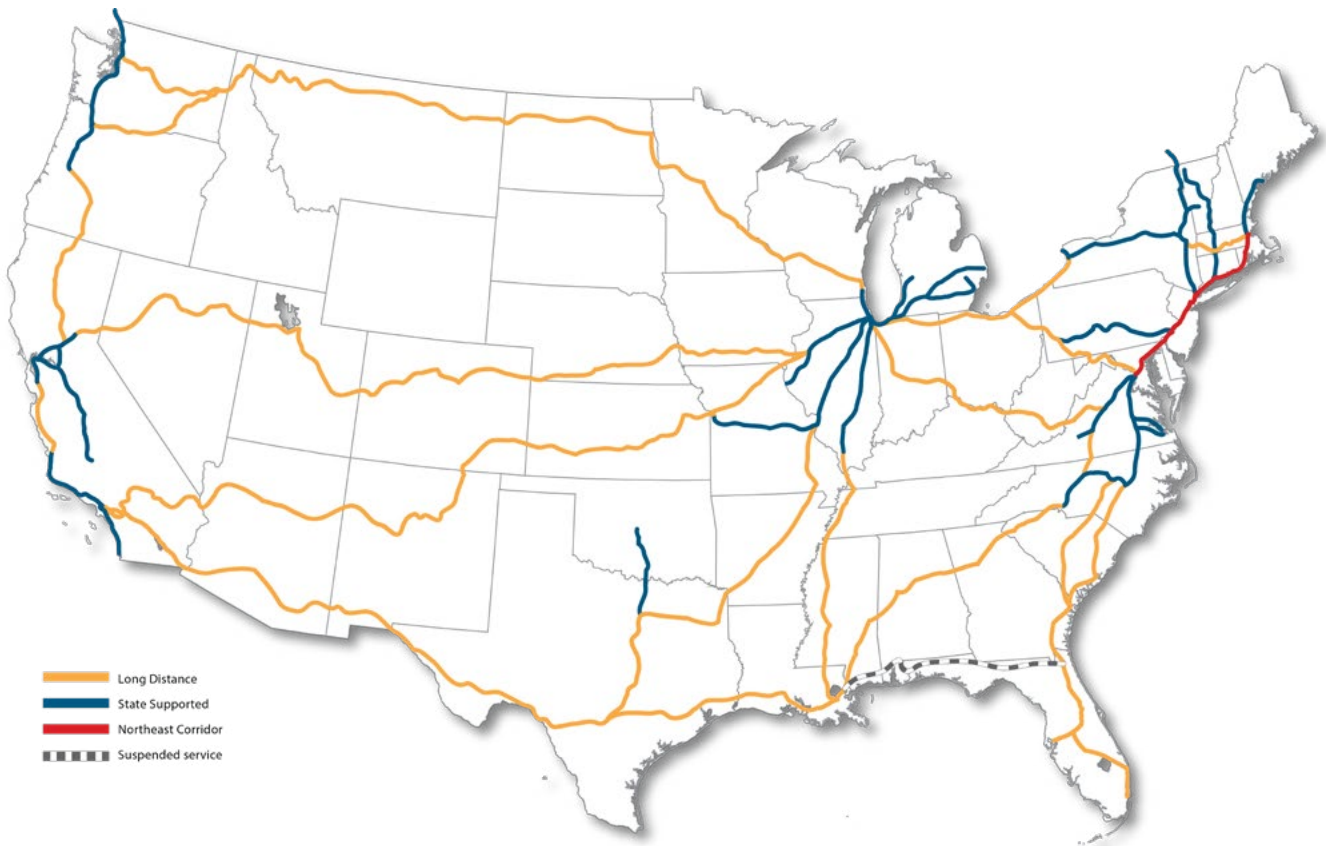 Long Distance
State Supported
Northeast Corridor
Suspended service